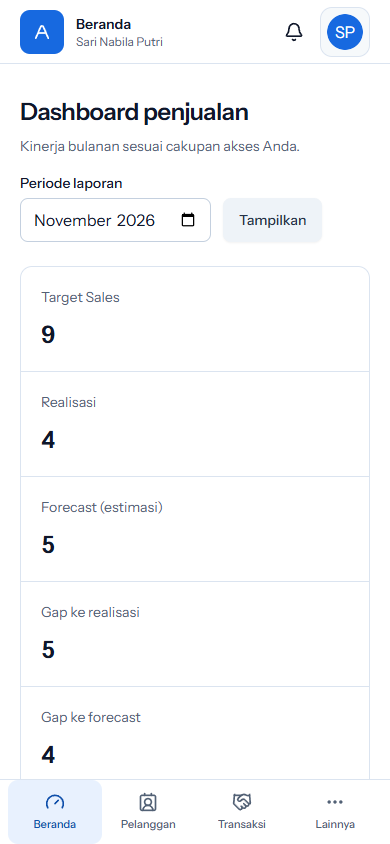 A
Beranda
Sari Nabila Putri
SP
Dashboard penjualan
Kinerja bulanan sesuai cakupan akses Anda.
Periode laporan
November 2026
Tampilkan
Target Sales
9
Realisasi
4
Forecast (estimasi)
5
Gap ke realisasi
5
Gap ke forecast
4
Beranda
Pelanggan
Transaksi
Lainnya